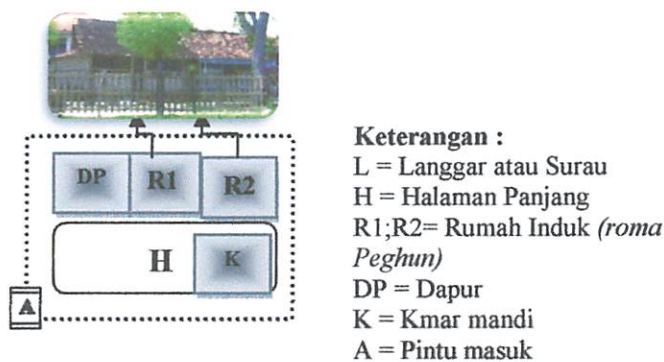 DP
R1
R2
H
K
A
Keterangan :
L = Langgar atau Surau
H = Halaman Panjang
R1;R2= Rumah Induk (roma
Peghun)
DP = Dapur
K = Kmar mandi
A = Pintu masuk